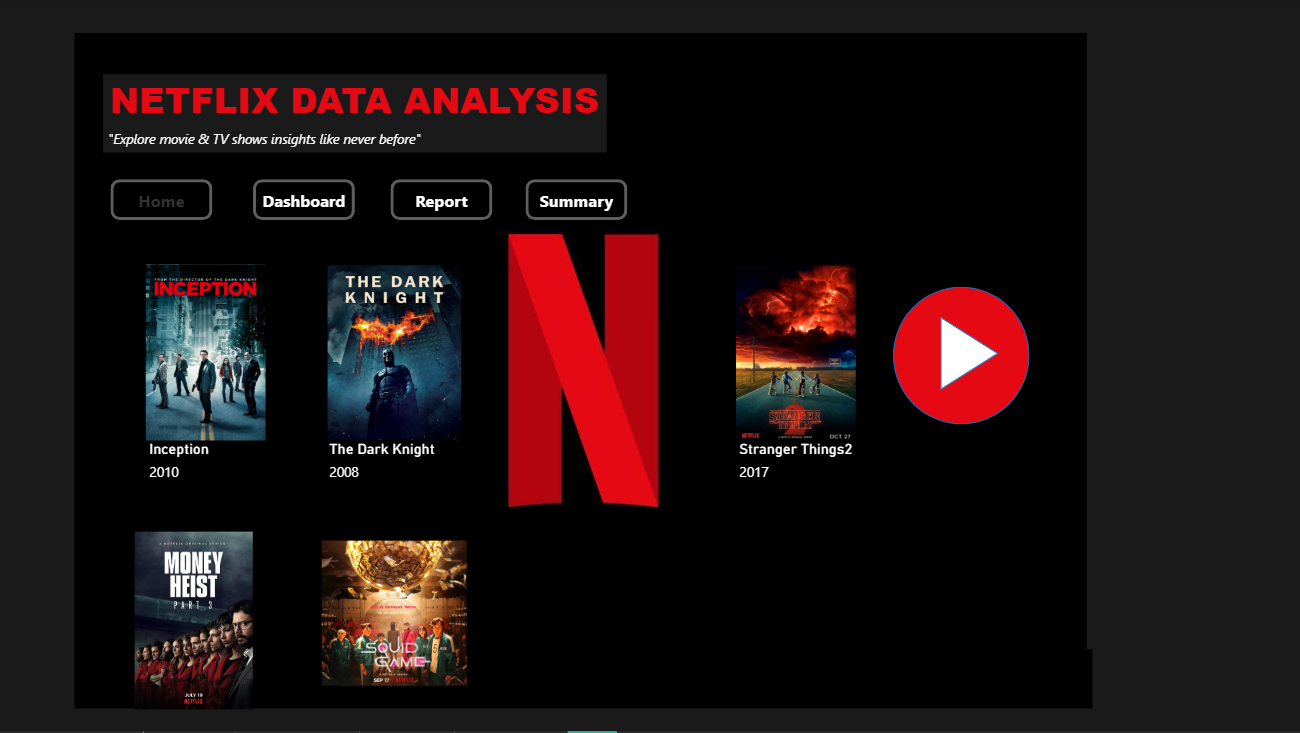 NETFLIX DATA ANALYSIS
"Explore movie & TV shows insights like never before"
Home
Dashboard
Report
Summary
FROM THE DIRECTOR OF THE DARK KNIGHT
INCEPTION
THE DARK
KNIGHT
STRANGER
THINGS
2
NETFLIX
OCT 27
Inception
2010
The Dark Knight
2008
Stranger Things2
2017
A NETFLIX ORIGINAL SERIES
MONEY
HEIST
PART 3
JULY 19
NETFLIX
SQUID
GAME
SEP 17
NETFLIX